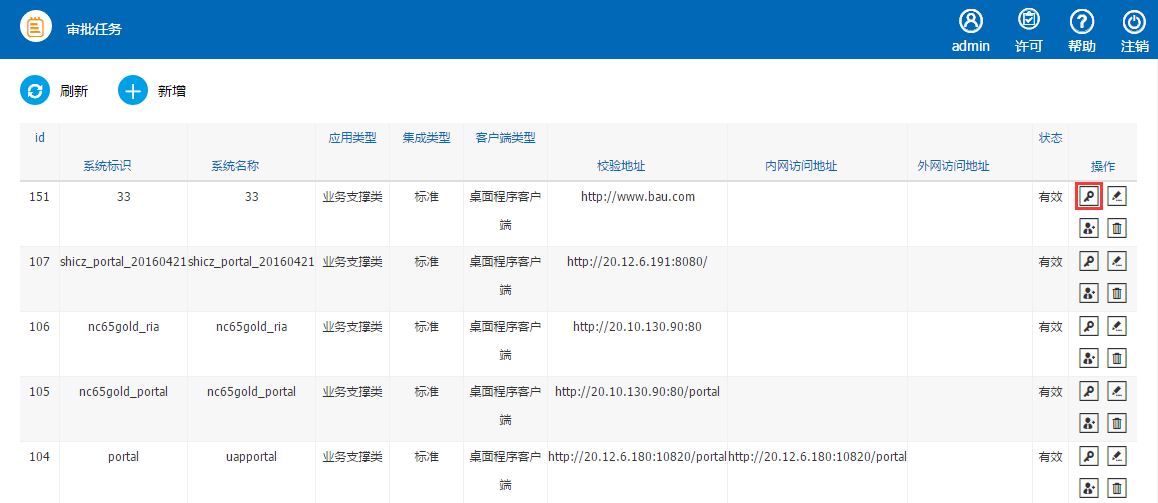 审批任务
admin 许可 帮助 注销
刷新 新增
id 系统标识 系统名称 应用类型 集成类型 客户端类型 校验地址 内网访问地址 外网访问地址 状态 操作
151 33 33 业务支撑类 标准 桌面程序客户 http://www.bau.com 有效
端
107 shicz_portal_20160421 shicz_portal_20160421 业务支撑类 标准 桌面程序客户 http://20.12.6.191:8080/ 有效
端
106 nc65gold_ria nc65gold_ria 业务支撑类 标准 桌面程序客户 http://20.10.130.90:80 有效
端
105 nc65gold_portal nc65gold_portal 业务支撑类 标准 桌面程序客户 http://20.10.130.90:80/portal 有效
端
104 portal uapportal 业务支撑类 标准 桌面程序客户 http://20.12.6.180:10820/portal http://20.12.6.180:10820/portal 有效
端